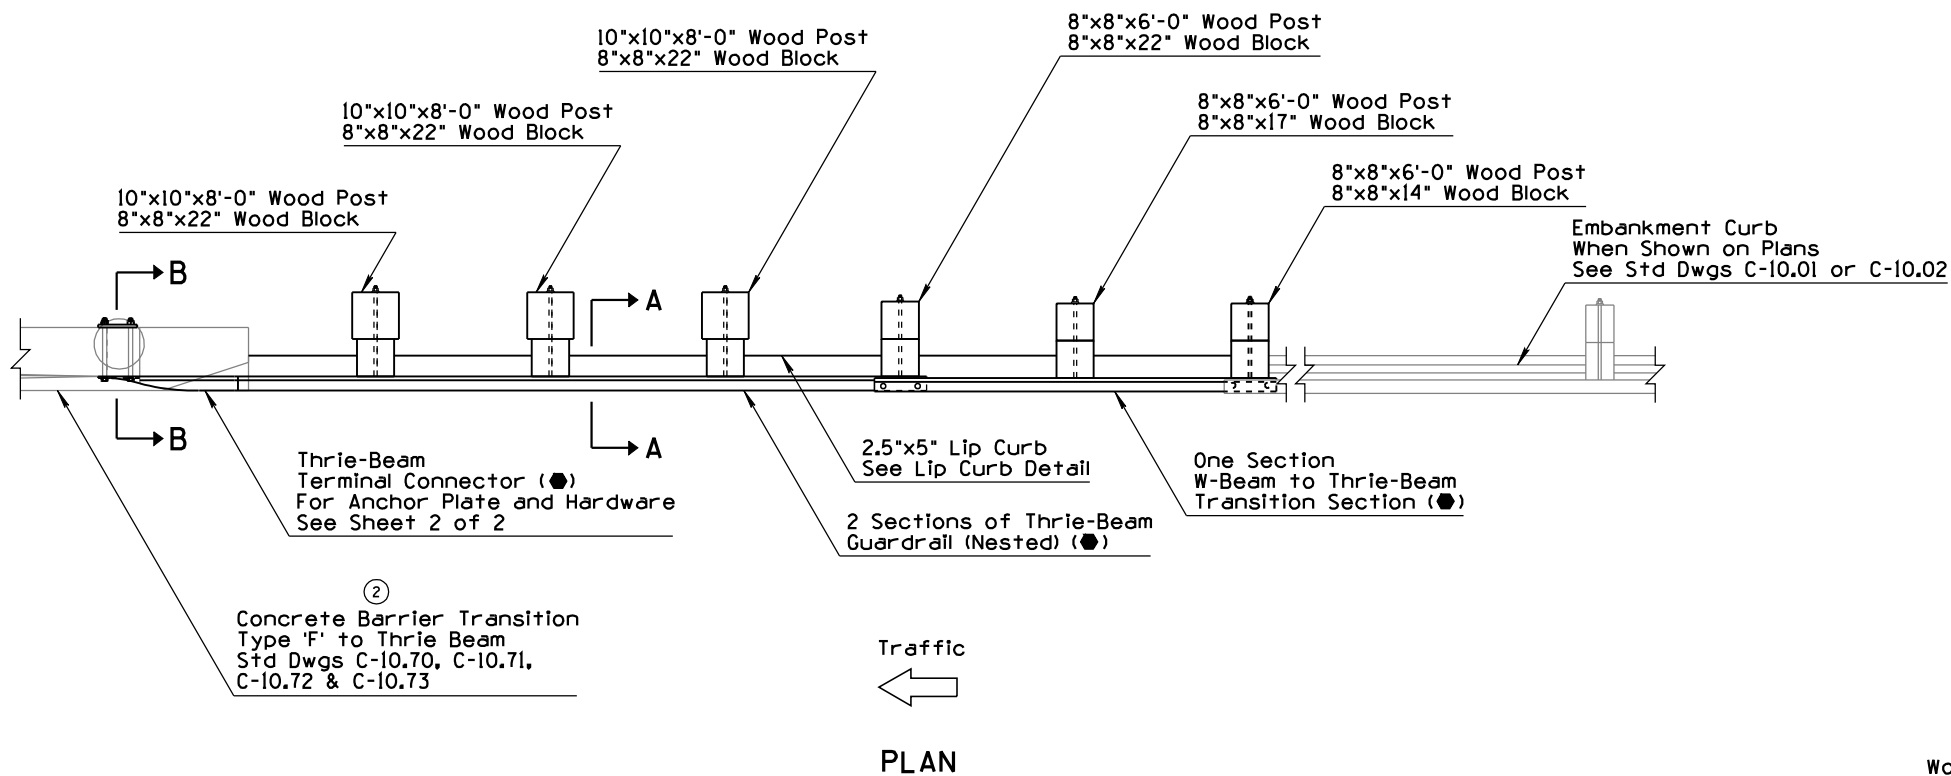 8"x8"x6'-0" Wood Post
8"x8"x22" Wood Block
10"x10"x8'-0" Wood Post
8"x8"x22" Wood Block
8"x8"x6'-0" Wood Post
8"x8"x17" Wood Block
10"x10"x8'-0" Wood Post
8"x8"x22" Wood Block
8"x8"x6'-0" Wood Post
8"x8"x14" Wood Block
10"x10"x8'-0" Wood Post
8"x8"x22" Wood Block
Embankment Curb
When Shown on Plans
See Std Dwgs C-10.01 or C-10.02
B
A
B
A
Thrie-Beam
Terminal Connector (⬢)
For Anchor Plate and Hardware
See Sheet 2 of 2
2.5"x5" Lip Curb
See Lip Curb Detail
One Section
W-Beam to Thrie-Beam
Transition Section (⬢)
2 Sections of Thrie-Beam
Guardrail (Nested) (⬢)
2
Concrete Barrier Transition
Type 'F' to Thrie Beam
Std Dwgs C-10.70, C-10.71,
C-10.72 & C-10.73
Traffic
PLAN